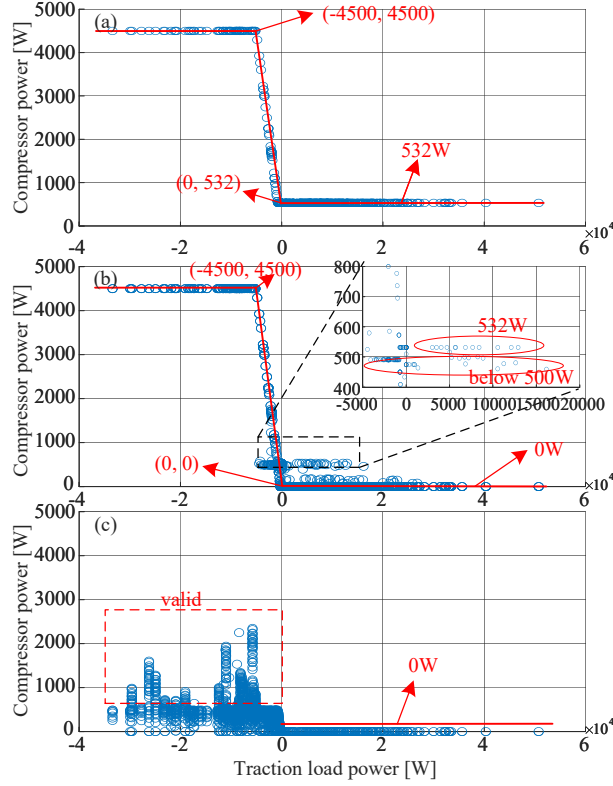 5000
(a)
(-4500, 4500)
4000
3000
2000
532W
(0, 532)
1000
0
Compressor power [W]
-4 -2 0 2 4 6
×10⁴
5000
(b)
(-4500, 4500)
4000
3000
2000
1000
0
Compressor power [W]
800
700
600
500
400
532W
below 500W
-5000 0 5000 10000 15000 20000
(0, 0)
0W
-4 -2 0 2 4 6
×10⁴
5000
(c)
4000
3000
valid
2000
0W
1000
0
Compressor power [W]
-4 -2 0 2 4 6
×10⁴
Traction load power [W]